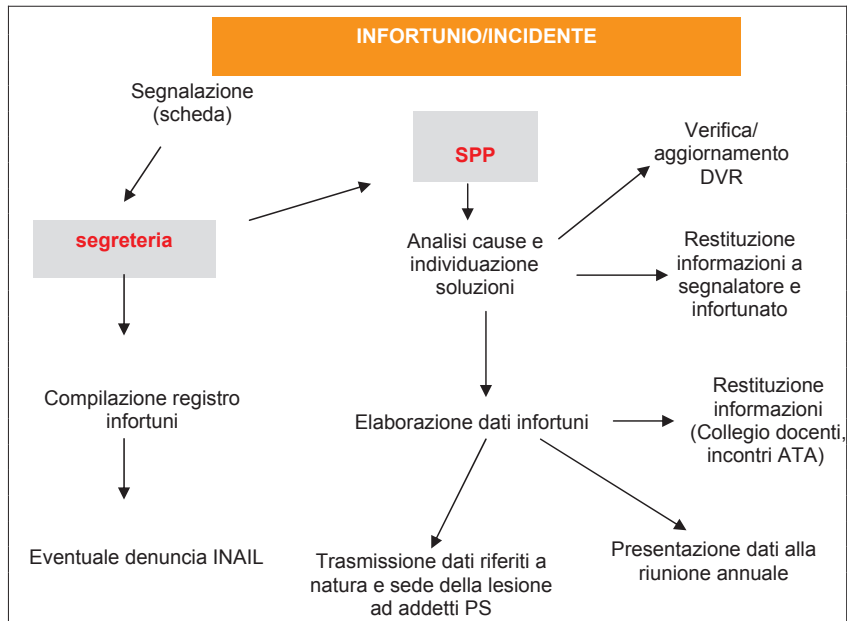 INFORTUNIO/INCIDENTE
Segnalazione
(scheda)
SPP
Verifica/
aggiornamento
DVR
segreteria
Analisi cause e
individuazione
soluzioni
Restituzione
informazioni a
segnalatore e
infortunato
Compilazione registro
infortuni
Elaborazione dati infortuni
Restituzione
informazioni
(Collegio docenti,
incontri ATA)
Eventuale denuncia INAIL
Trasmissione dati riferiti a
natura e sede della lesione
ad addetti PS
Presentazione dati alla
riunione annuale